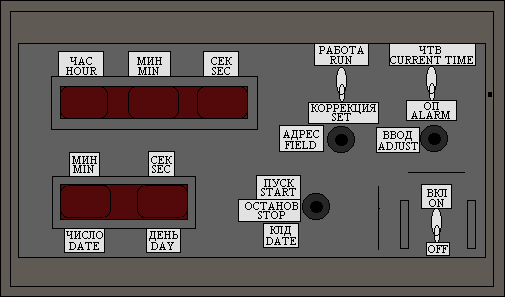 РАБОТА
RUN
ЧТВ
CURRENT TIME
ЧАС
HOUR
МИН
MIN
СЕК
SEC
КОРРЕКЦИЯ
SET
ОП
ALARM
АДРЕС
FIELD
ВВОД
ADJUST
МИН
MIN
СЕК
SEC
ПУСК
START
ОСТАНОВ
STOP
КЛД
DATE
ВКЛ
ON
OFF
ЧИСЛО
DATE
ДЕНЬ
DAY